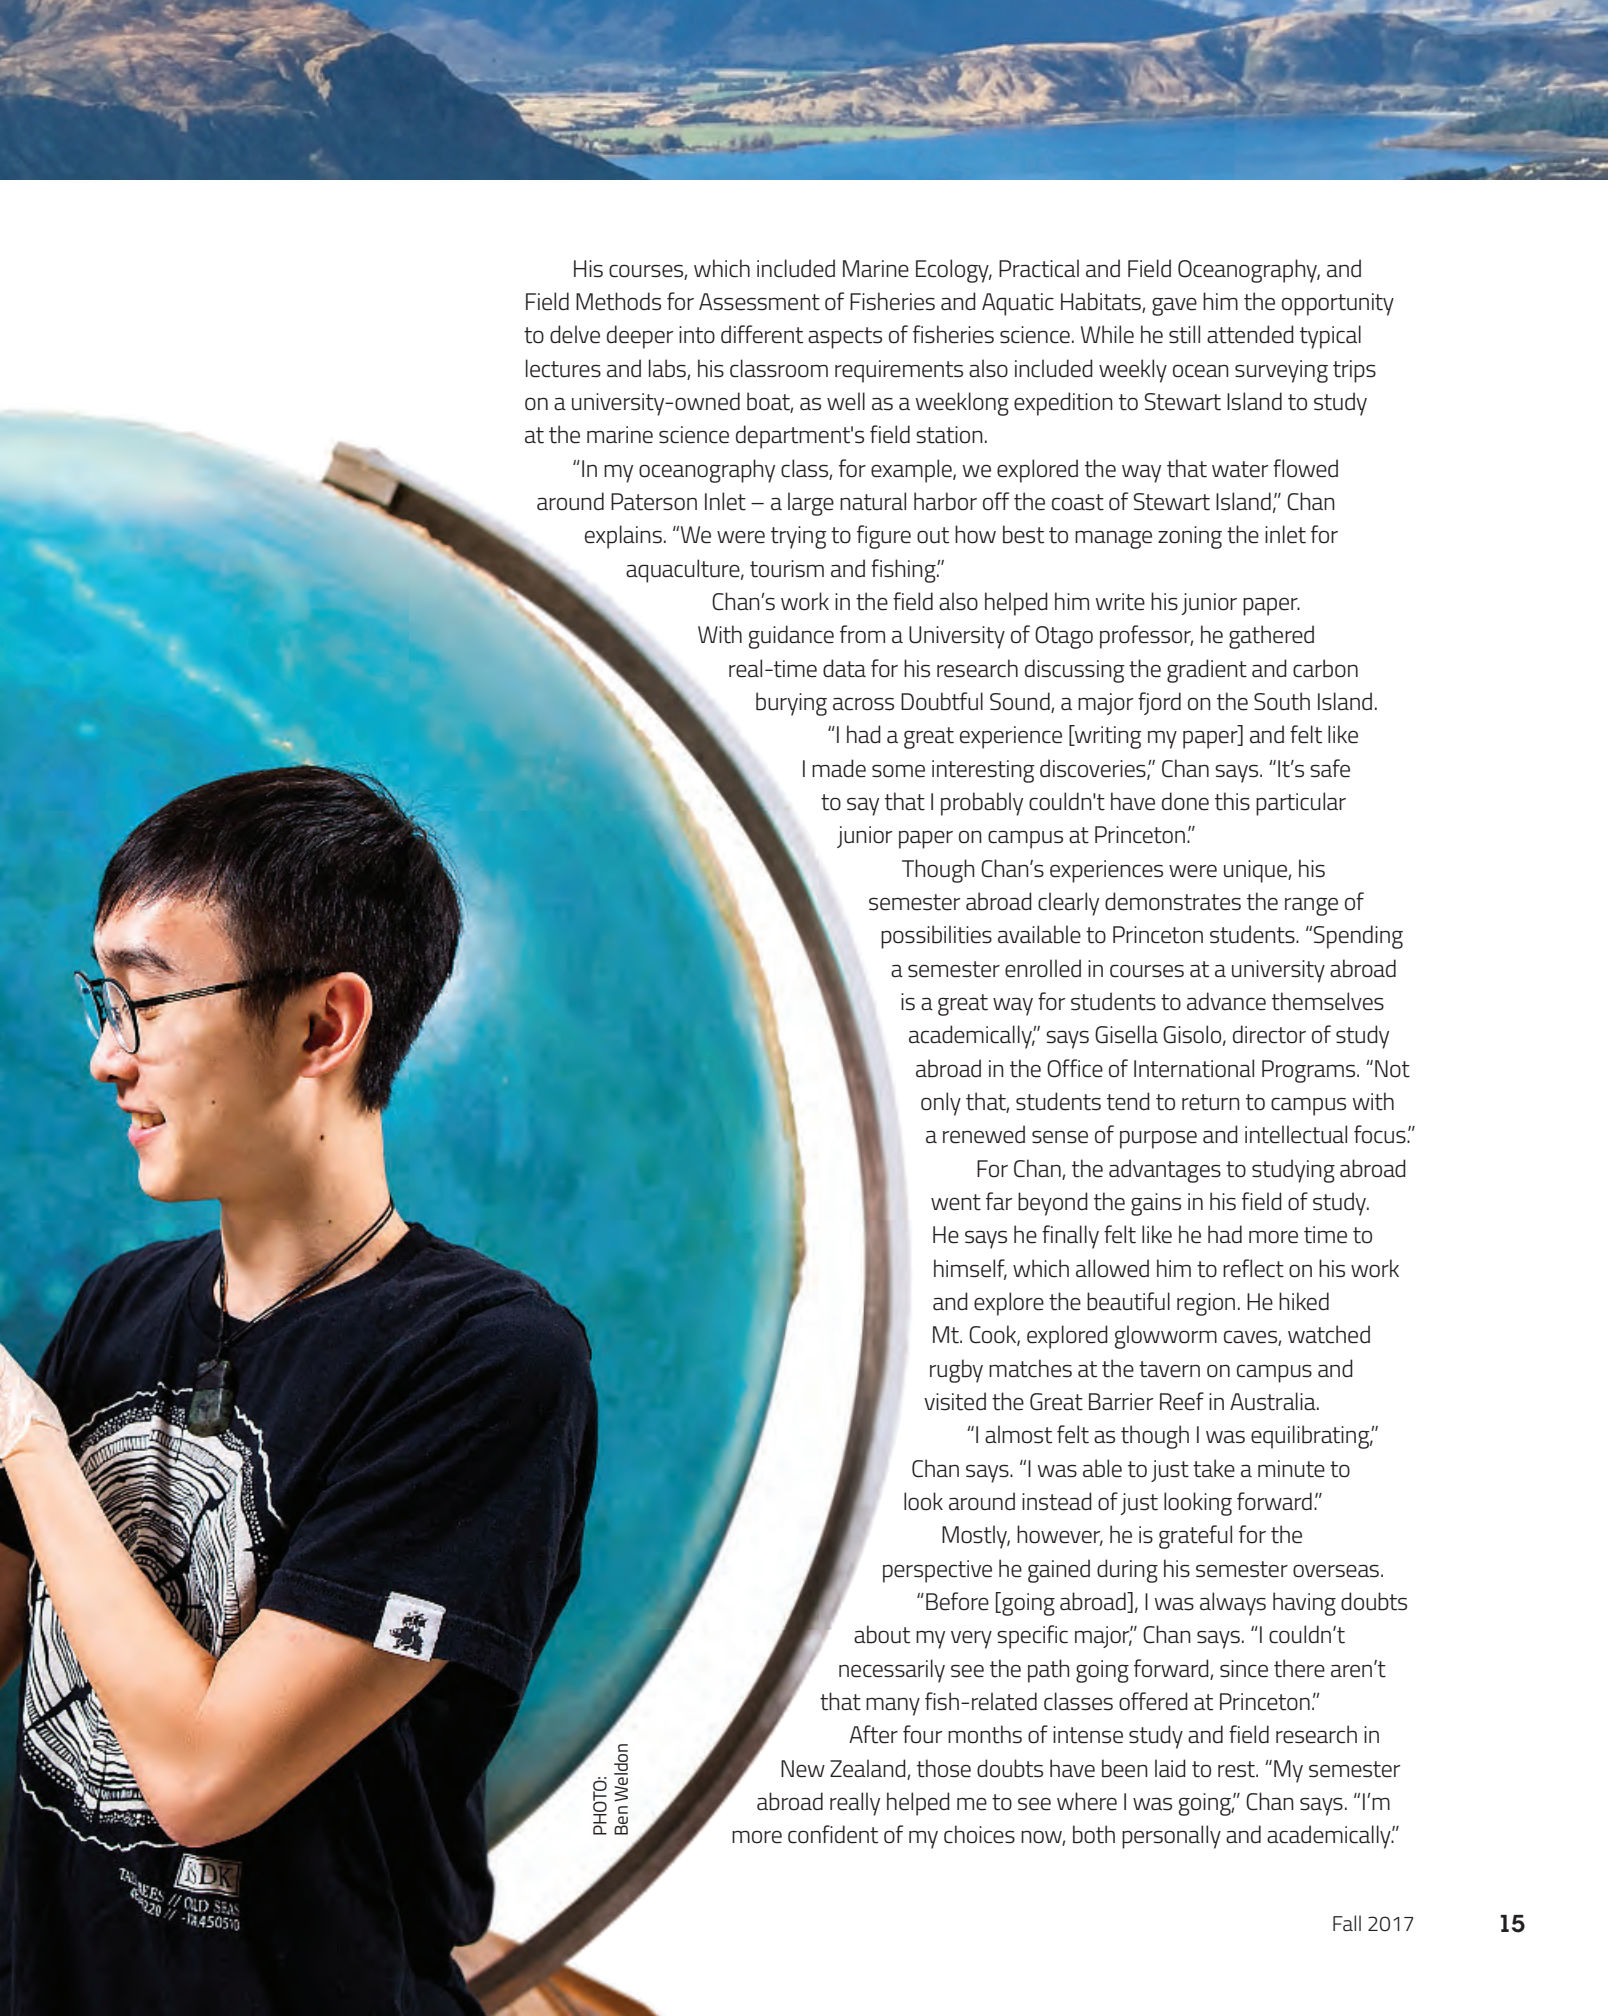 His courses, which included Marine Ecology, Practical and Field Oceanography, and
Field Methods for Assessment of Fisheries and Aquatic Habitats, gave him the opportunity
to delve deeper into different aspects of fisheries science. While he still attended typical
lectures and labs, his classroom requirements also included weekly ocean surveying trips
on a university-owned boat, as well as a weeklong expedition to Stewart Island to study
at the marine science department's field station.
“In my oceanography class, for example, we explored the way that water flowed
around Paterson Inlet – a large natural harbor off the coast of Stewart Island,” Chan
explains. “We were trying to figure out how best to manage zoning the inlet for
aquaculture, tourism and fishing.”
Chan’s work in the field also helped him write his junior paper.
With guidance from a University of Otago professor, he gathered
real-time data for his research discussing the gradient and carbon
burying across Doubtful Sound, a major fjord on the South Island.
“I had a great experience [writing my paper] and felt like
I made some interesting discoveries,” Chan says. “It’s safe
to say that I probably couldn't have done this particular
junior paper on campus at Princeton.”
Though Chan’s experiences were unique, his
semester abroad clearly demonstrates the range of
possibilities available to Princeton students. “Spending
a semester enrolled in courses at a university abroad
is a great way for students to advance themselves
academically,” says Gisella Gisolo, director of study
abroad in the Office of International Programs. “Not
only that, students tend to return to campus with
a renewed sense of purpose and intellectual focus.”
For Chan, the advantages to studying abroad
went far beyond the gains in his field of study.
He says he finally felt like he had more time to
himself, which allowed him to reflect on his work
and explore the beautiful region. He hiked
Mt. Cook, explored glowworm caves, watched
rugby matches at the tavern on campus and
visited the Great Barrier Reef in Australia.
“I almost felt as though I was equilibrating,”
Chan says. “I was able to just take a minute to
look around instead of just looking forward.”
Mostly, however, he is grateful for the
perspective he gained during his semester overseas.
“Before [going abroad], I was always having doubts
about my very specific major,” Chan says. “I couldn’t
necessarily see the path going forward, since there aren’t
that many fish-related classes offered at Princeton.”
After four months of intense study and field research in
New Zealand, those doubts have been laid to rest. “My semester
abroad really helped me to see where I was going,” Chan says. “I’m
more confident of my choices now, both personally and academically.”
PHOTO:
Ben Weldon
SDK
// OLD SEAS
Fall 2017 15